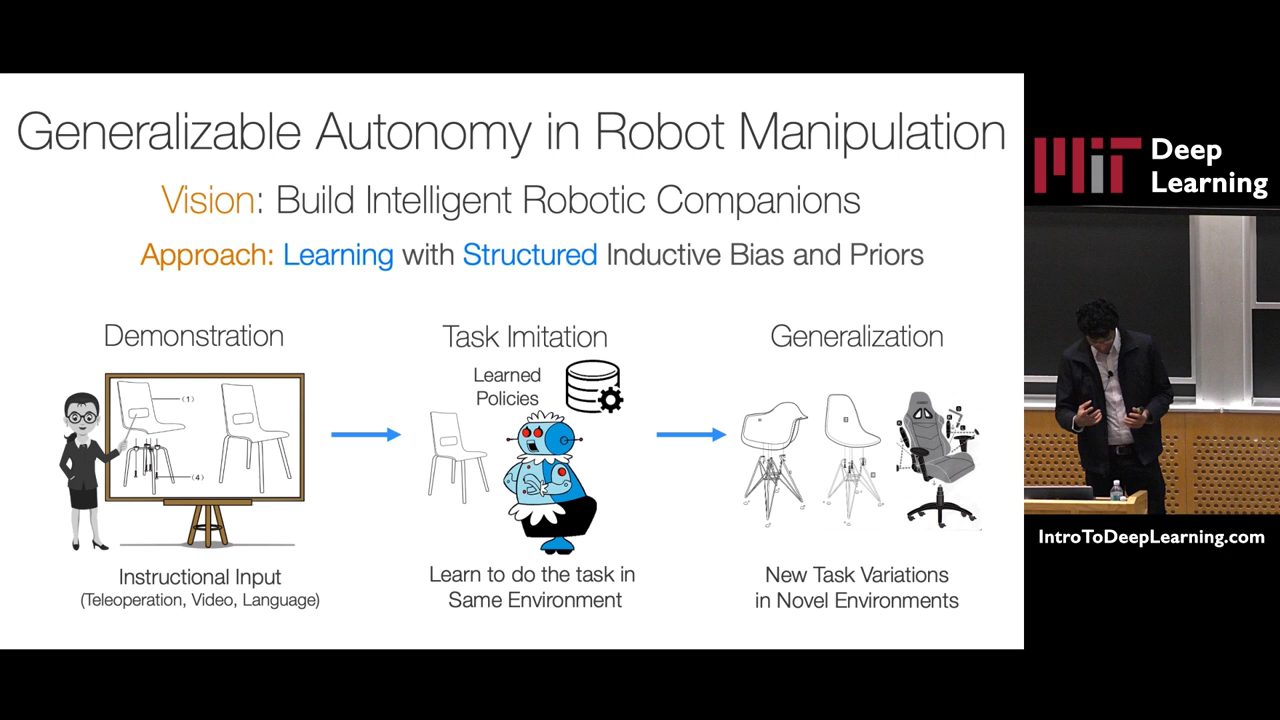 Generalizable Autonomy in Robot Manipulation
Vision: Build Intelligent Robotic Companions
Approach: Learning with Structured Inductive Bias and Priors
Demonstration
(1)
(4)
Instructional Input
(Teleoperation, Video, Language)
Task Imitation
Learned
Policies
Learn to do the task in
Same Environment
Generalization
New Task Variations
in Novel Environments
MIT
Deep
Learning
IntroToDeepLearning.com